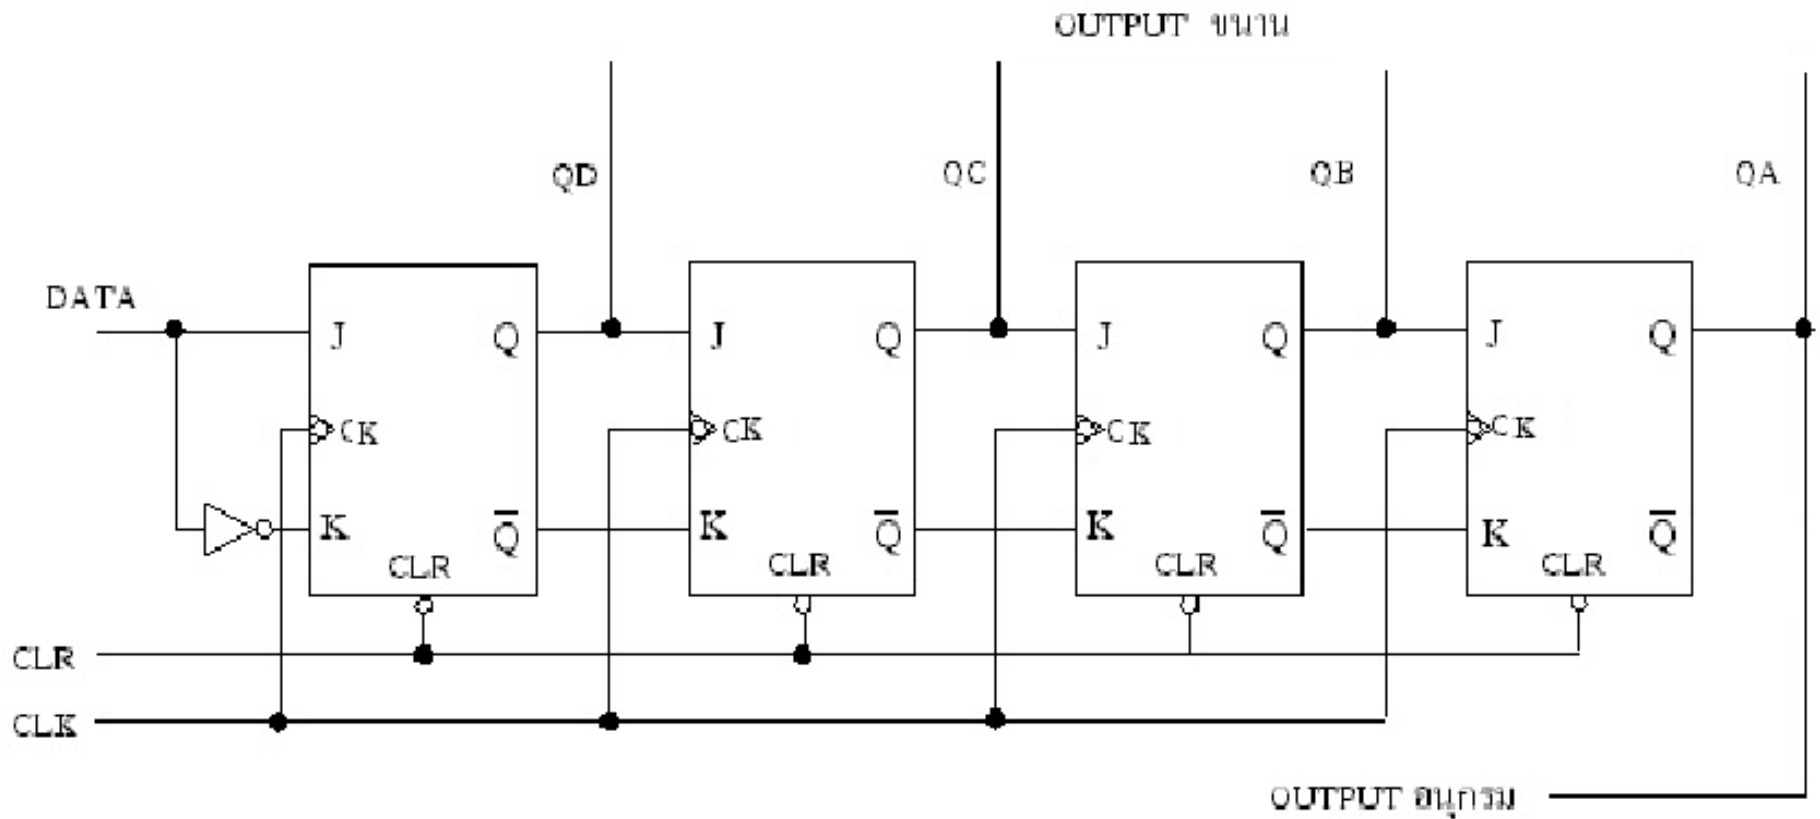 OUTPUT ขนาน
QD QC QB QA
DATA
J Q J Q J Q J Q
CK CK CK CK
K Q̅ K Q̅ K Q̅ K Q̅
CLR CLR CLR CLR
CLR
CLK
OUTPUT อนุกรม